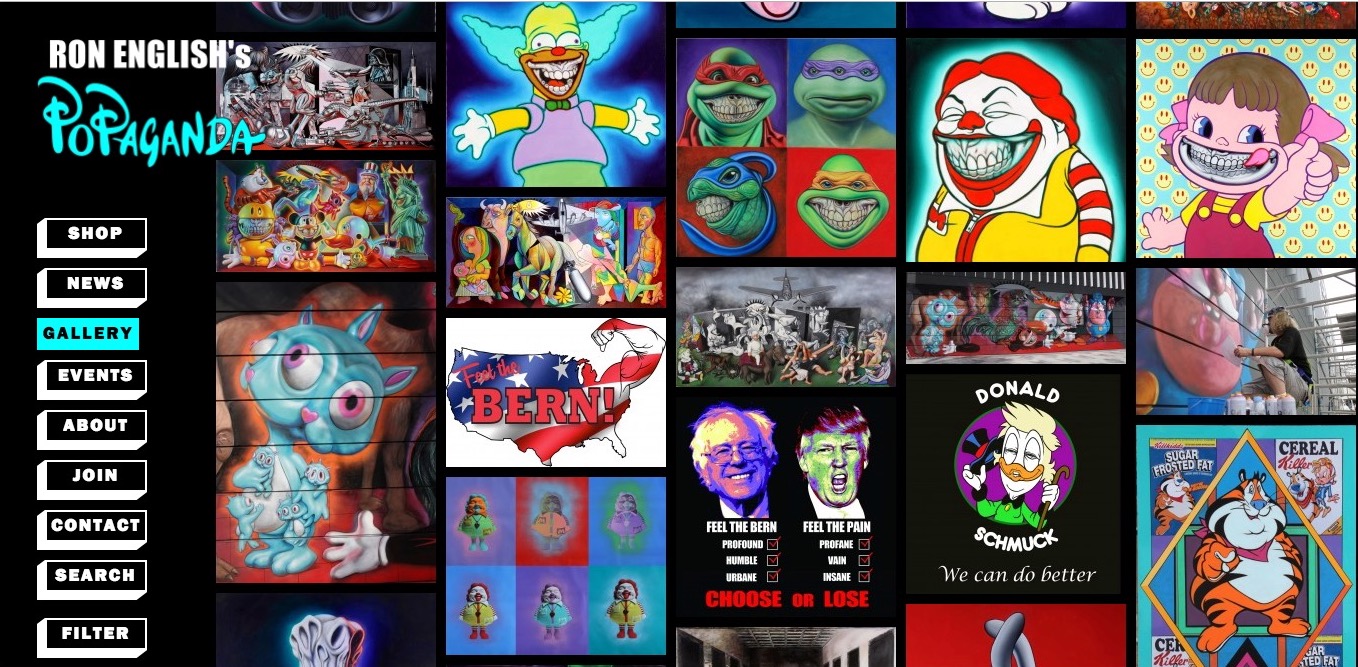 RON ENGLISH's
POPAGANDA
SHOP
NEWS
GALLERY
EVENTS
ABOUT
JOIN
CONTACT
SEARCH
FILTER
Feel the
BERN!
FEEL THE BERN
PROFOUND
HUMBLE
URBANE
FEEL THE PAIN
PROFANE
VAIN
INSANE
CHOOSE OR LOSE
DONALD
SCHMUCK
We can do better
SUGAR
FROSTED FAT
CEREAL
Killer